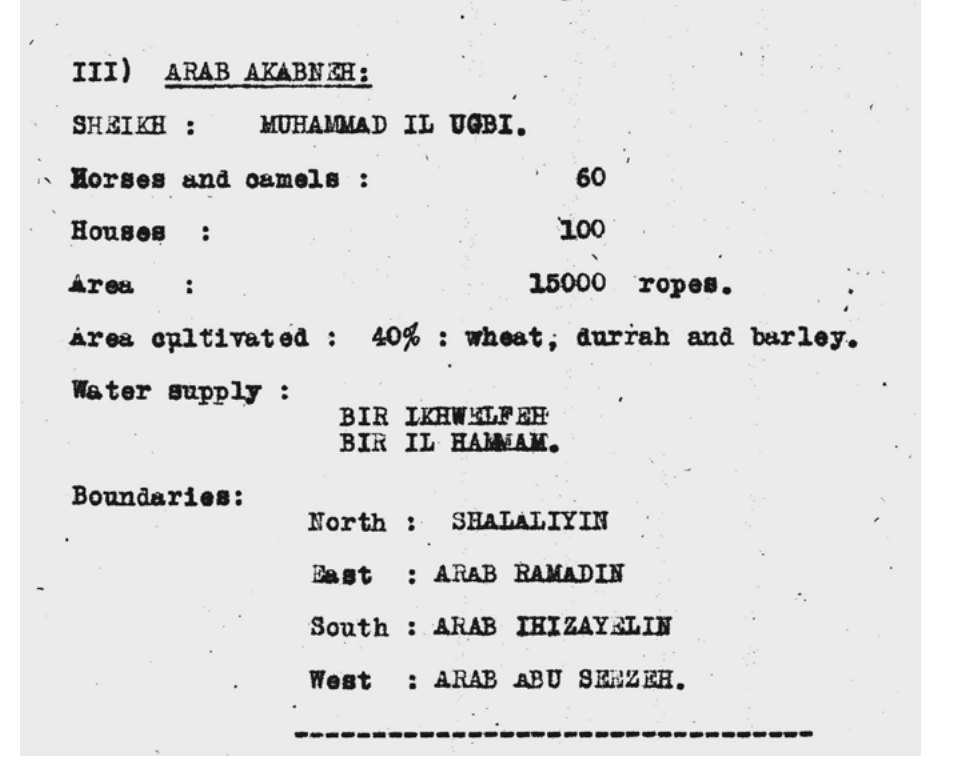 III) ARAB AKABNEH:
SHEIKH : MUHAMMAD IL UGBI.
Horses and camels : 60
Houses : 100
Area : 15000 ropes.
Area cultivated : 40% : wheat, durrah and barley.
Water supply :
BIR IKHWELFEH
BIR IL HAMMAM.
Boundaries:
North : SHALALIYIN
East : ARAB RAMADIN
South : ARAB IHIZAYELIN
West : ARAB ABU SEEZEH.